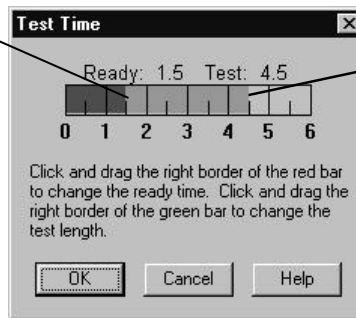 Test Time
Ready: 1.5 Test: 4.5
0 1 2 3 4 5 6
Click and drag the right border of the red bar
to change the ready time. Click and drag the
right border of the green bar to change the
test length.
OK Cancel Help